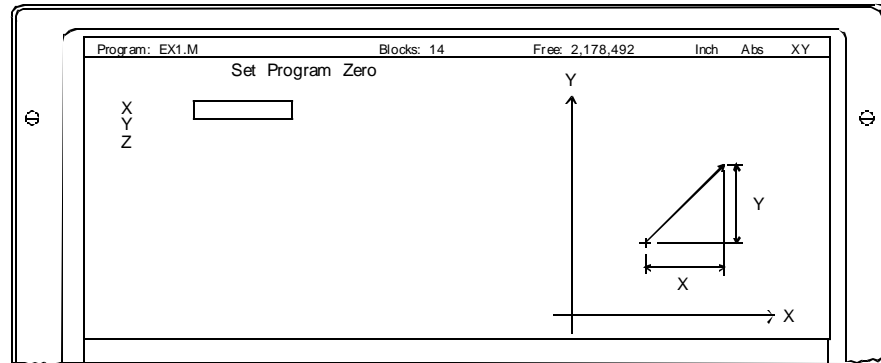 Program: EX1.M Blocks: 14 Free: 2,178,492 Inch Abs XY
Set Program Zero
X
Y
Z
Y
Y
X
X